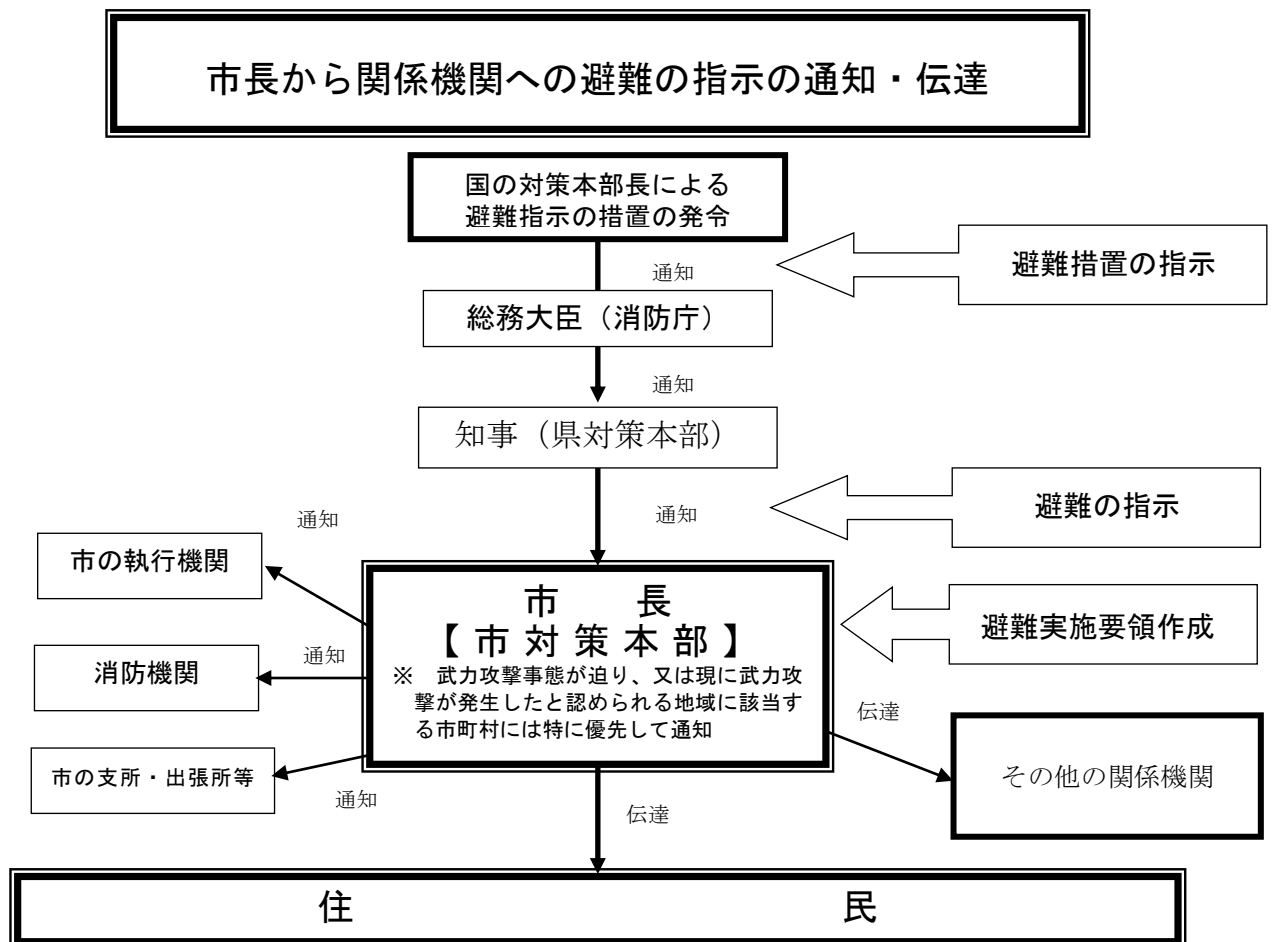 市長から関係機関への避難の指示の通知・伝達
国の対策本部長による
避難指示の措置の発令
通知
避難措置の指示
総務大臣（消防庁）
通知
知事（県対策本部）
通知
避難の指示
通知
市の執行機関
市　　長
【市対策本部】
※　武力攻撃事態が迫り、又は現に武力攻
撃が発生したと認められる地域に該当す
る市町村には特に優先して通知
避難実施要領作成
通知
消防機関
伝達
その他の関係機関
市の支所・出張所等
通知
伝達
住　　民